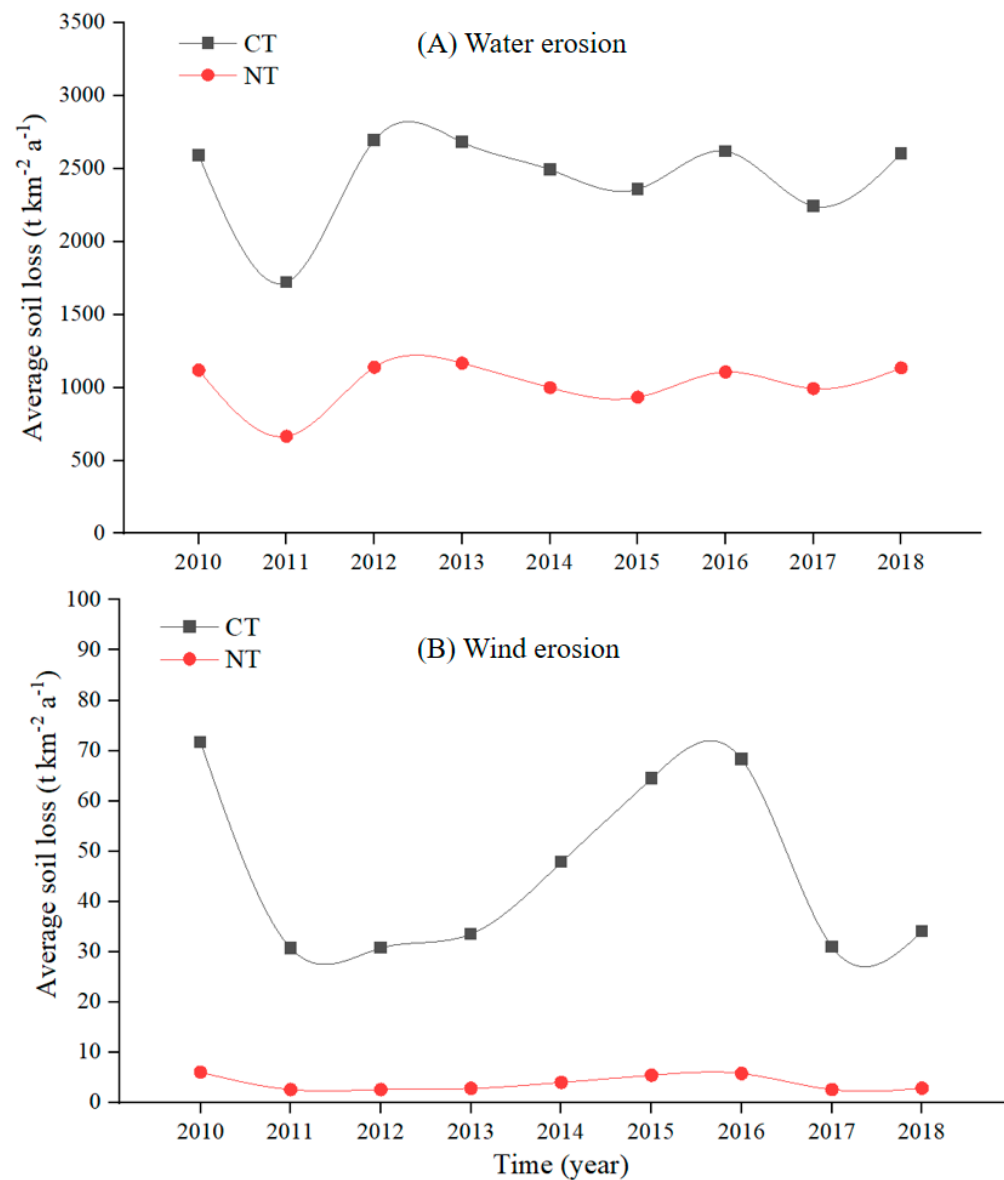 3500
3000
2500
2000
1500
1000
500
0
Average soil loss (t km-2 a-1)
CT
NT
(A) Water erosion
2010 2011 2012 2013 2014 2015 2016 2017 2018
100
90
80
70
60
50
40
30
20
10
0
Average soil loss (t km-2 a-1)
CT
NT
(B) Wind erosion
2010 2011 2012 2013 2014 2015 2016 2017 2018
Time (year)